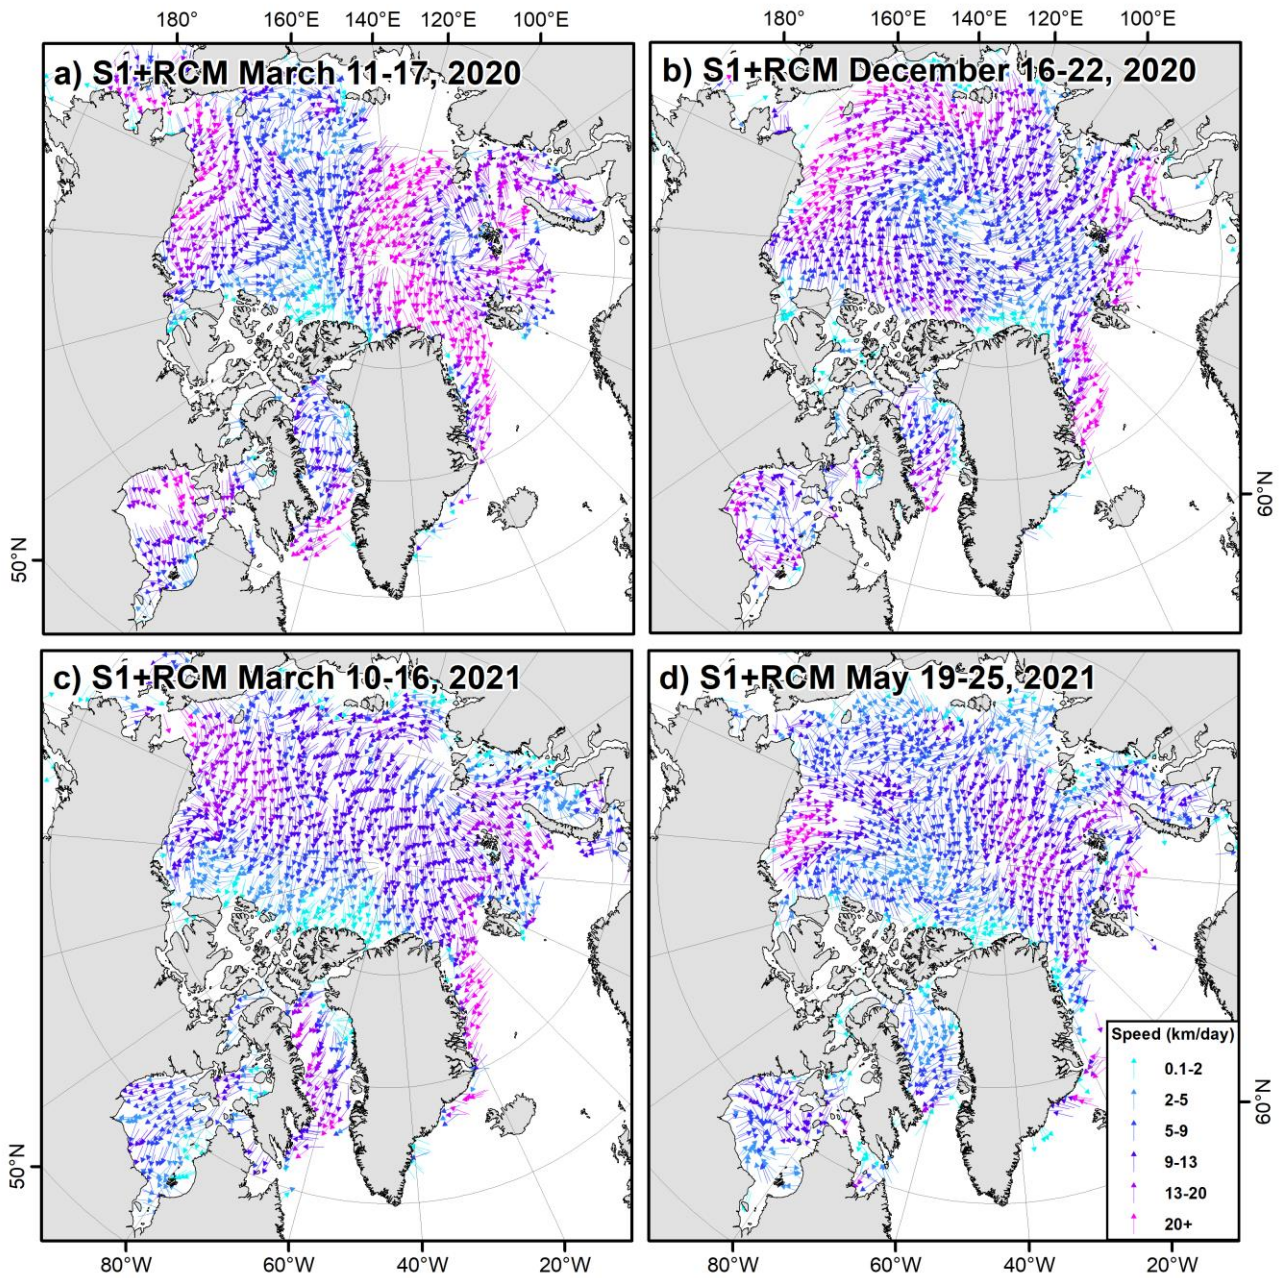 180° 160°E 140°E 120°E 100°E
180° 160°E 140°E 120°E 100°E
a) S1+RCM March 11-17, 2020
b) S1+RCM December 16-22, 2020
50°N
60°N
c) S1+RCM March 10-16, 2021
d) S1+RCM May 19-25, 2021
Speed (km/day)
0.1-2
2-5
5-9
9-13
13-20
20+
50°N
60°N
80°W 60°W 40°W 20°W
80°W 60°W 40°W 20°W